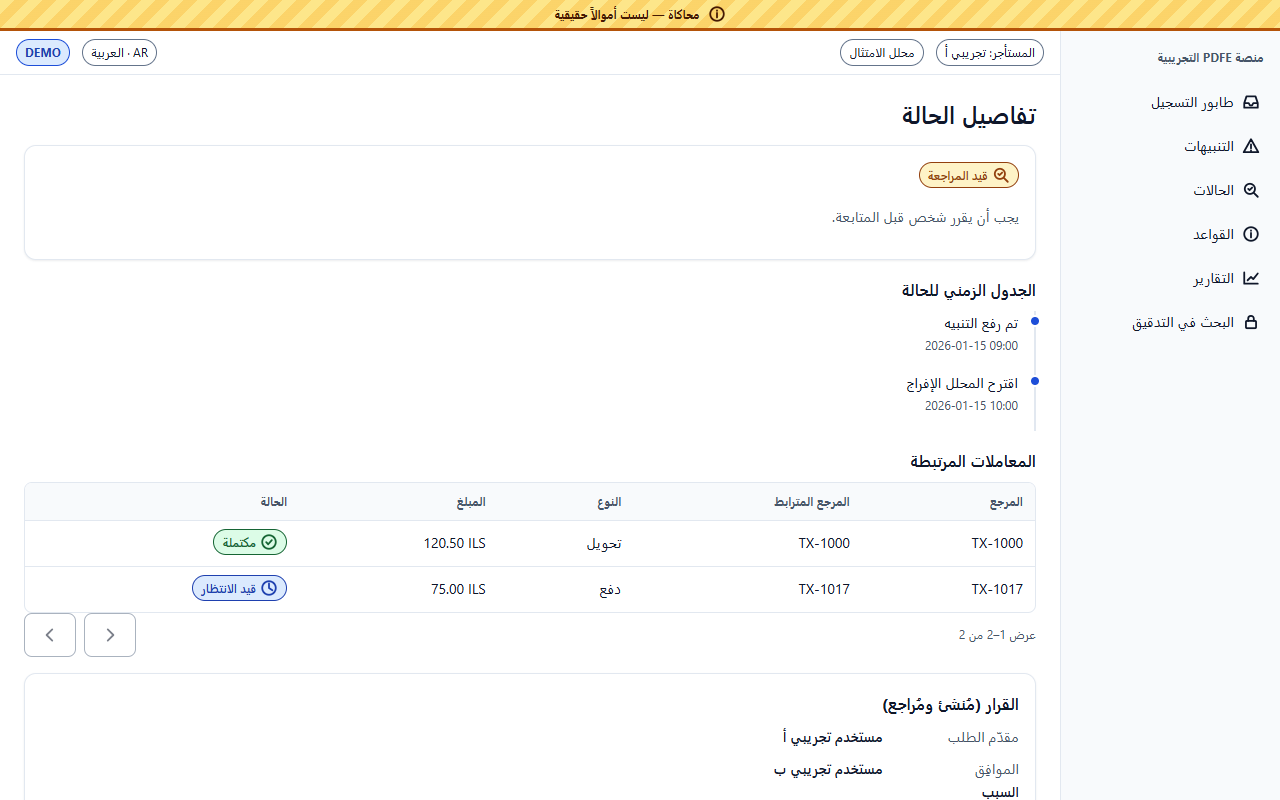 محاكاة — ليست أموالاً حقيقية
منصة PDFE التجريبية
طابور التسجيل
التنبيهات
الحالات
القواعد
التقارير
البحث في التدقيق
المستأجر: تجريبي أ
محلل الامتثال
AR · العربية
DEMO
تفاصيل الحالة
قيد المراجعة
يجب أن يقرر شخص قبل المتابعة.
الجدول الزمني للحالة
تم رفع التنبيه
2026-01-15 09:00
اقترح المحلل الإفراج
2026-01-15 10:00
المعاملات المرتبطة
المرجع المرجع المترابط النوع المبلغ الحالة
TX-1000 TX-1000 تحويل 120.50 ILS مكتملة
TX-1017 TX-1017 دفع 75.00 ILS قيد الانتظار
عرض 1–2 من 2
القرار (مُنشئ ومُراجع)
مقدّم الطلب مستخدم تجريبي أ
الموافِق مستخدم تجريبي ب
السبب